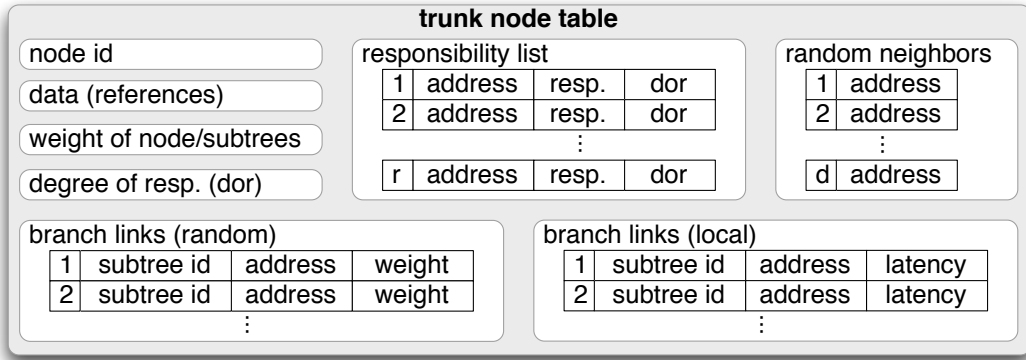 trunk node table
node id
data (references)
weight of node/subtrees
degree of resp. (dor)
responsibility list
1 address resp. dor
2 address resp. dor
⋮
r address resp. dor
random neighbors
1 address
2 address
⋮
d address
branch links (random)
1 subtree id address weight
2 subtree id address weight
⋮
branch links (local)
1 subtree id address latency
2 subtree id address latency
⋮